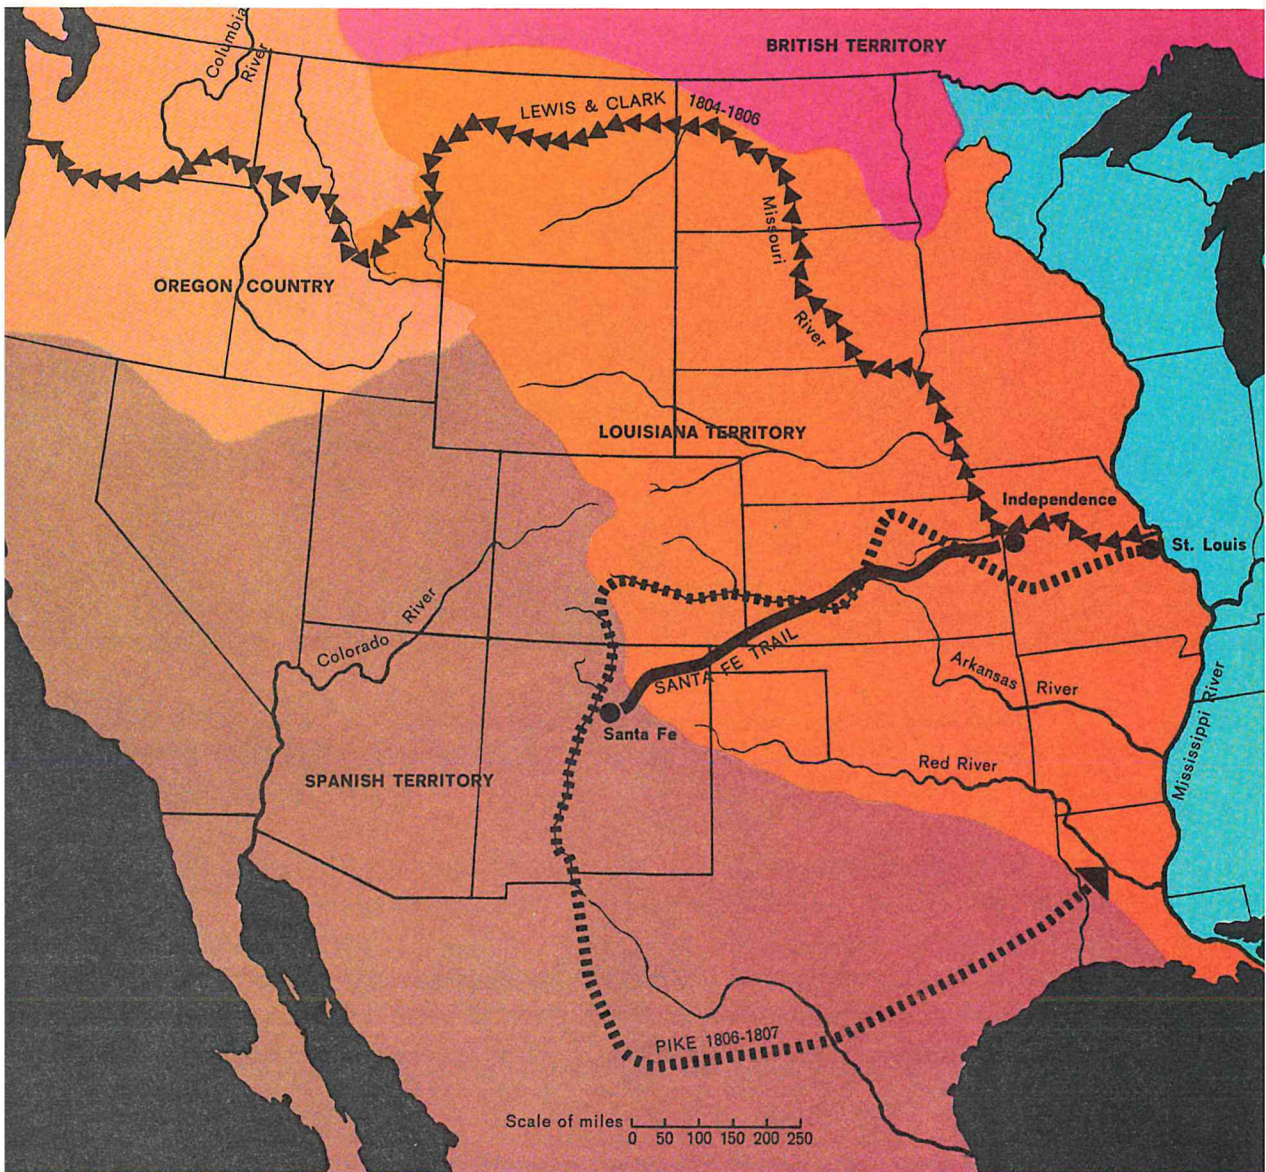 BRITISH TERRITORY
Columbia
River
LEWIS & CLARK 1804-1806
Missouri
River
OREGON COUNTRY
LOUISIANA TERRITORY
Independence
St. Louis
Colorado River
SANTA FE TRAIL
Arkansas River
Mississippi River
Santa Fe
Red River
SPANISH TERRITORY
PIKE 1806-1807
Scale of miles
0 50 100 150 200 250